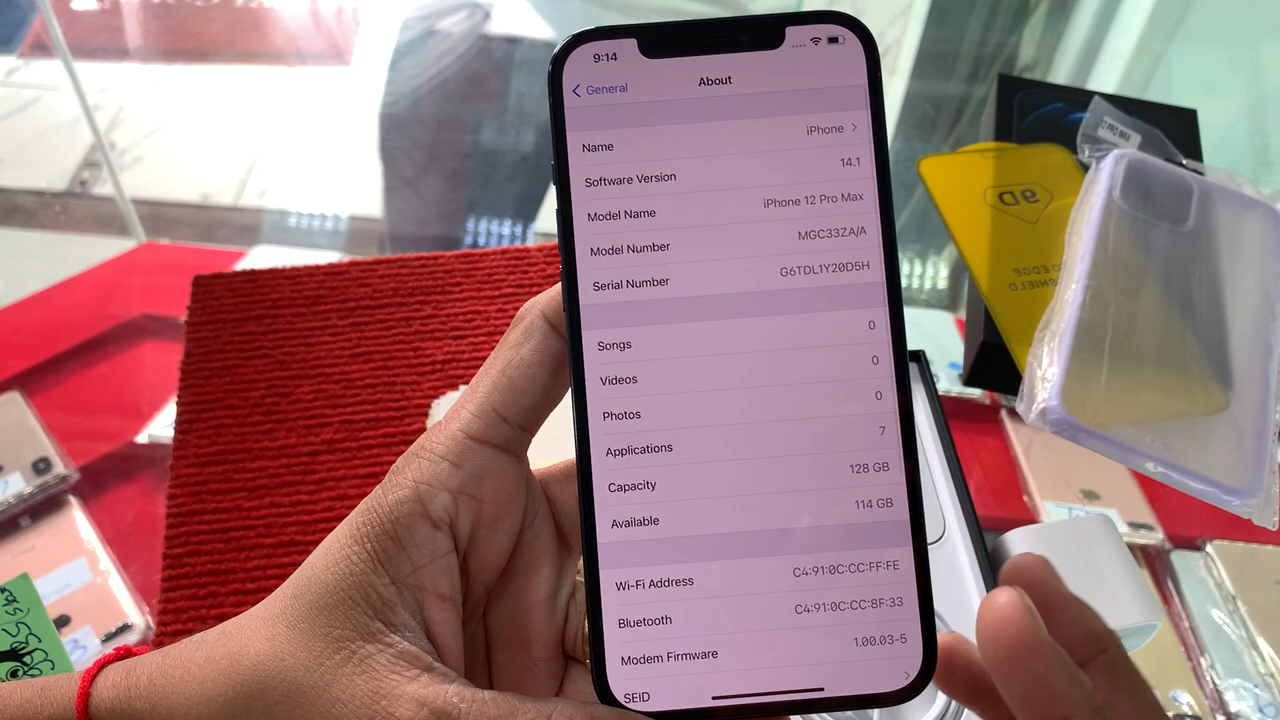 9:14
General
About
Name
iPhone
Software Version
14.1
Model Name
iPhone 12 Pro Max
Model Number
MGC33ZA/A
Serial Number
G6TDL1Y20D5H
Songs
0
Videos
0
Photos
0
Applications
7
Capacity
128 GB
Available
114 GB
Wi-Fi Address
C4:91:0C:CC:FF:FE
Bluetooth
C4:91:0C:CC:8F:33
Modem Firmware
1.00.03-5
SEID
PRO MAX
9D
SHIELD